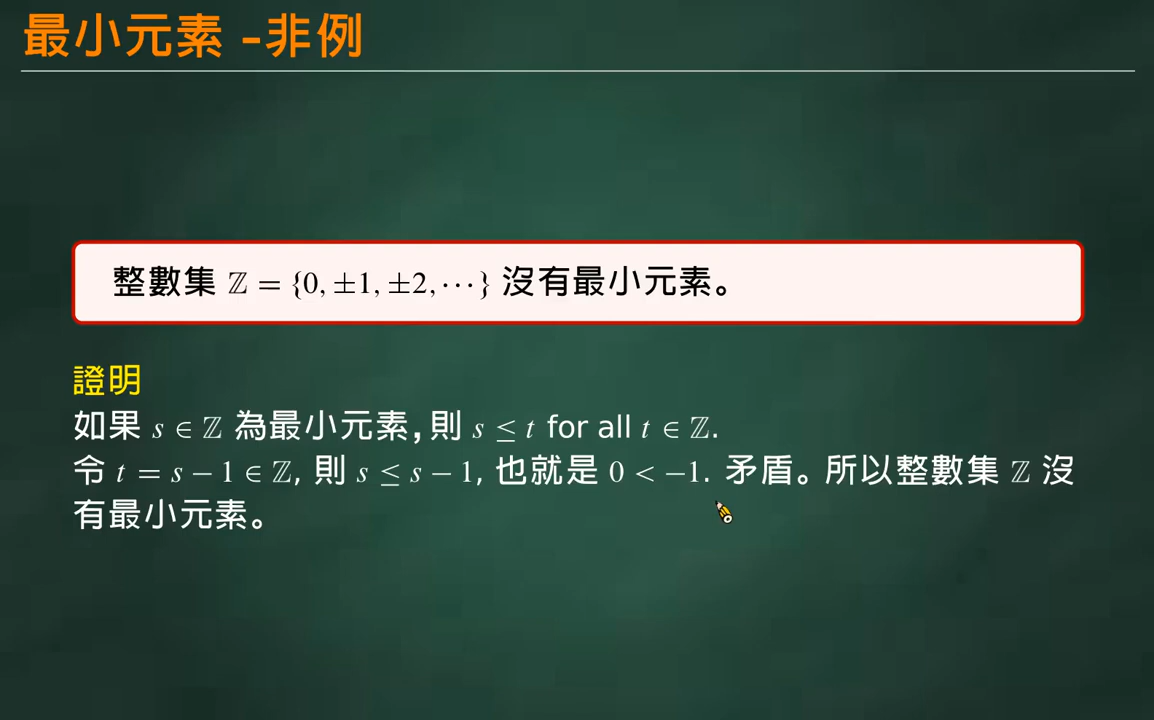 最小元素 -非例
整數集 ℤ = {0, ±1, ±2, ⋯} 沒有最小元素。
證明
如果 s ∈ ℤ 為最小元素, 則 s ≤ t for all t ∈ ℤ.
令 t = s − 1 ∈ ℤ, 則 s ≤ s − 1, 也就是 0 < −1. 矛盾。所以整數集 ℤ 沒
有最小元素。